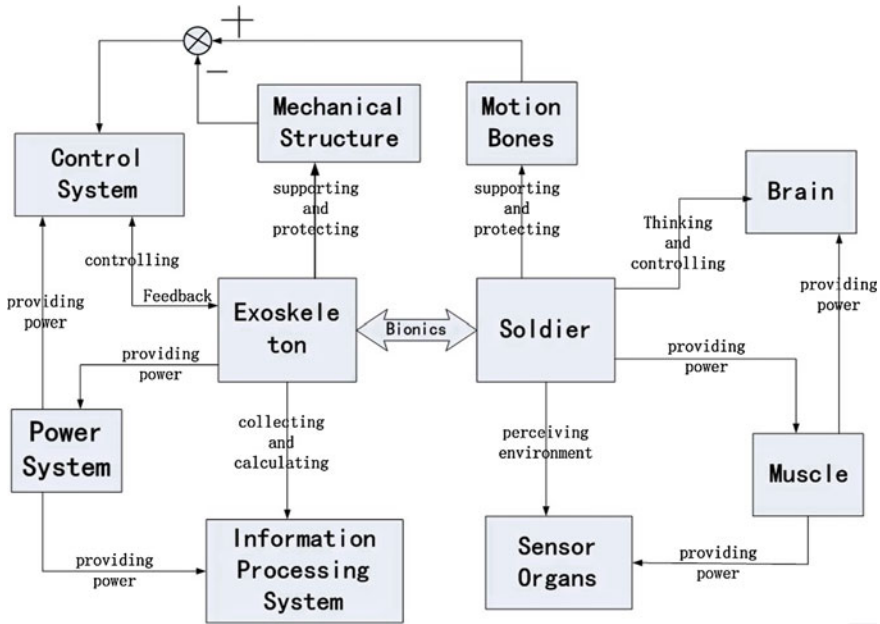 +
−
Mechanical
Structure
Motion
Bones
Control
System
Brain
supporting
and
protecting
supporting
and
protecting
Thinking
and
controlling
controlling
Feedback
providing
power
providing
power
Exoskele
ton
Bionics
Soldier
providing
power
providing
power
Power
System
collecting
and
calculating
perceiving
environment
Muscle
Information
Processing
System
Sensor
Organs
providing
power
providing
power